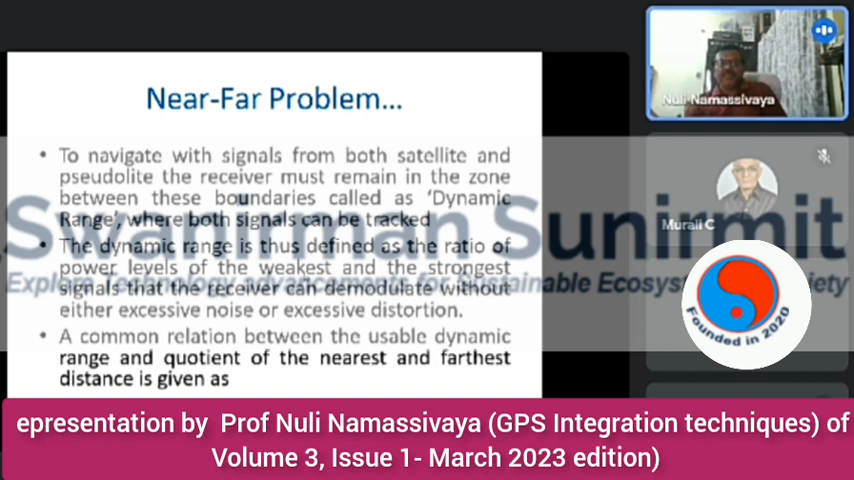 Near-Far Problem...
• To navigate with signals from both satellite and
pseudolite the receiver must remain in the zone
between these boundaries called as 'Dynamic
Range', where both signals can be tracked
• The dynamic range is thus defined as the ratio of
power levels of the weakest and the strongest
signals that the receiver can demodulate without
either excessive noise or excessive distortion.
• A common relation between the usable dynamic
range and quotient of the nearest and farthest
distance is given as
Nuli Namassivaya
Murali C
Swanirman Sunirmit
Founded in 2020
epresentation by Prof Nuli Namassivaya (GPS Integration techniques) of
Volume 3, Issue 1- March 2023 edition)